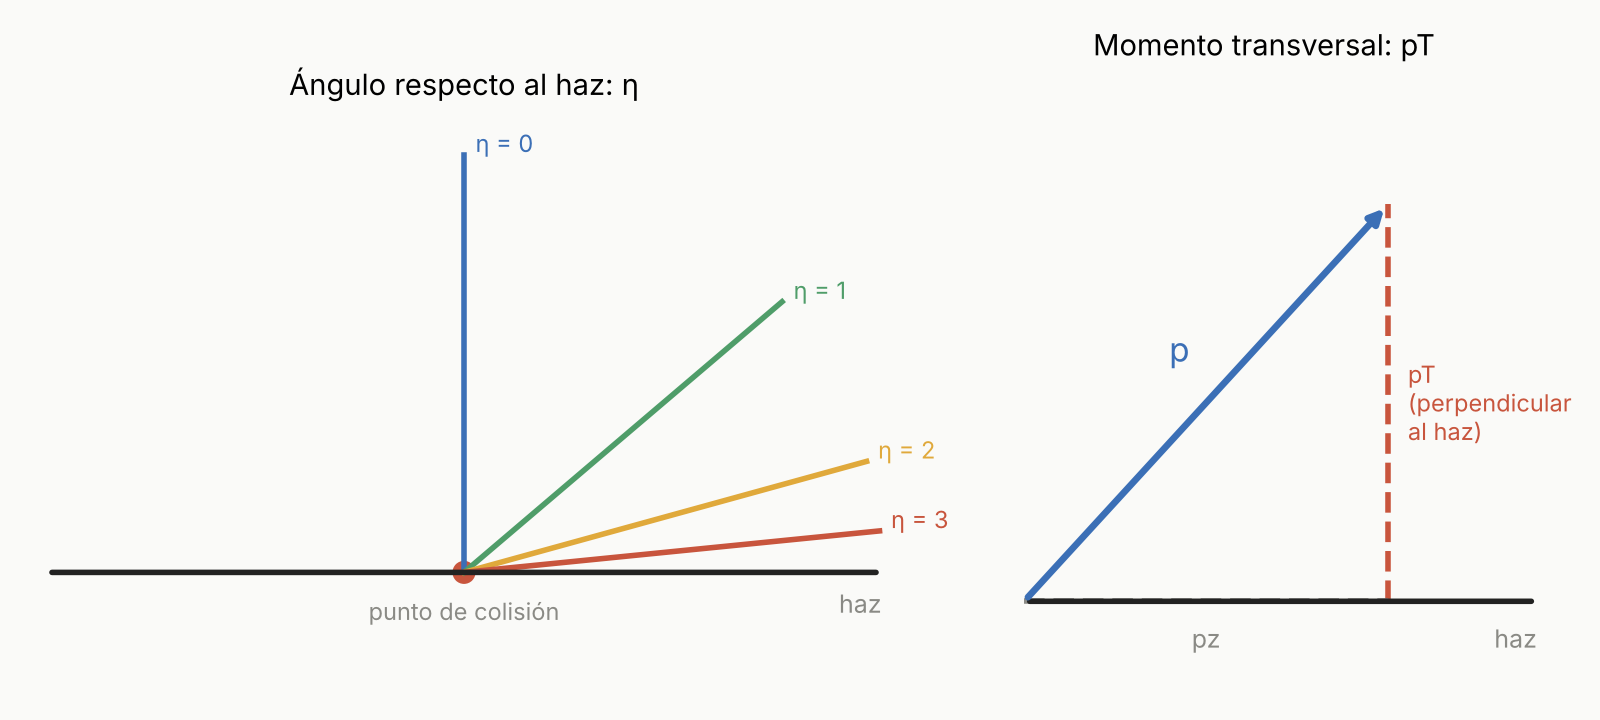 Ángulo respecto al haz: η
η = 0
η = 1
η = 2
η = 3
punto de colisión
haz
Momento transversal: pT
p
pT
(perpendicular
al haz)
pz
haz